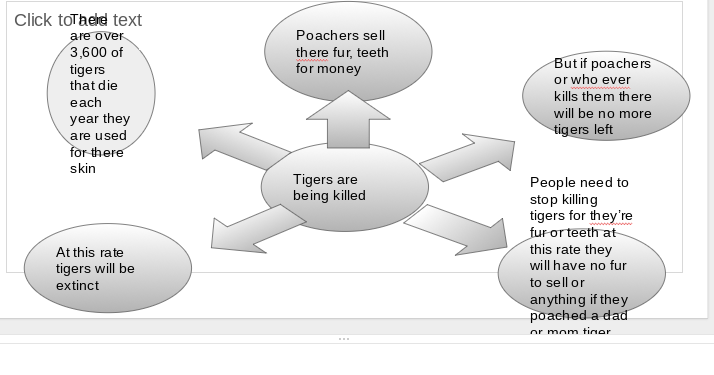 Click to add text
There
are over
3,600 of
tigers
that die
each
year they
are used
for there
skin
Poachers sell
there fur, teeth
for money
But if poachers
or who ever
kills them there
will be no more
tigers left
Tigers are
being killed
At this rate
tigers will be
extinct
People need to
stop killing
tigers for they're
fur or teeth at
this rate they
will have no fur
to sell or
anything if they
poached a dad
or mom tiger